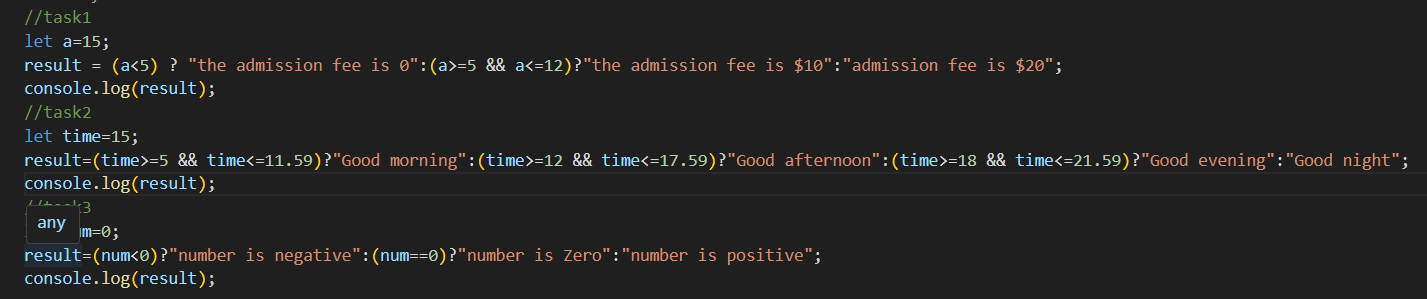 //task1
let a=15;
result = (a<5) ? "the admission fee is 0":(a>=5 && a<=12)?"the admission fee is $10":"admission fee is $20";
console.log(result);
//task2
let time=15;
result=(time>=5 && time<=11.59)?"Good morning":(time>=12 && time<=17.59)?"Good afternoon":(time>=18 && time<=21.59)?"Good evening":"Good night";
console.log(result);
//task3
any
m=0;
result=(num<0)?"number is negative":(num==0)?"number is Zero":"number is positive";
console.log(result);